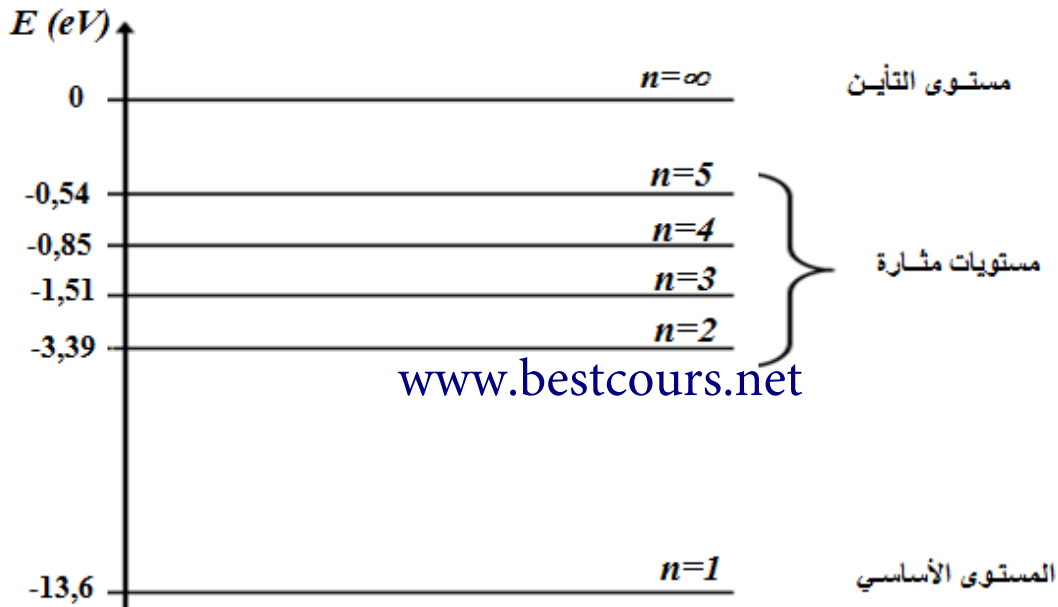 E (eV)
0 n=∞ مستوى التأين
-0,54 n=5
-0,85 n=4
مستويات مثارة
-1,51 n=3
-3,39 n=2
www.bestcours.net
-13,6 n=1 المستوى الأساسي